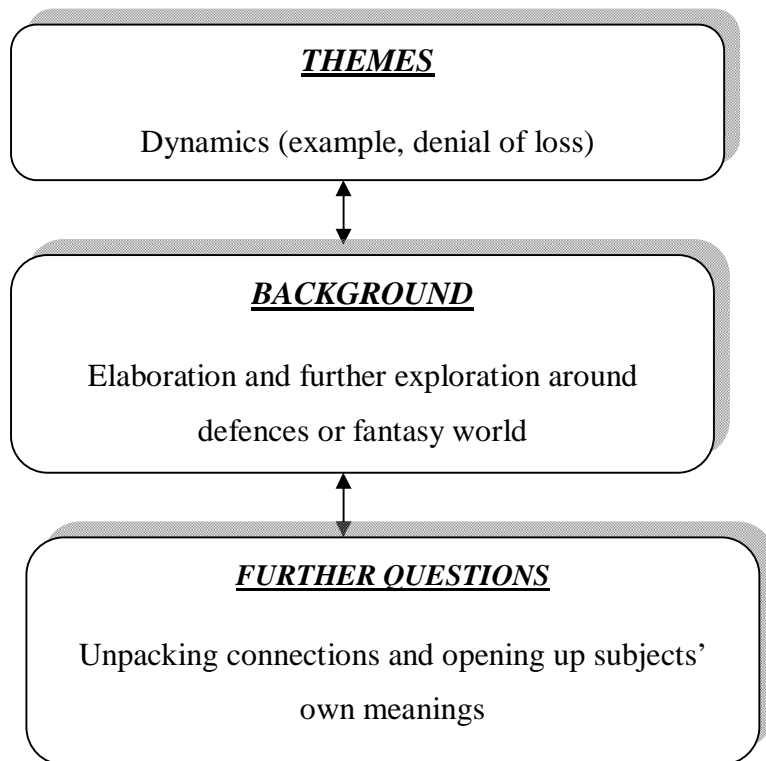 THEMES
Dynamics (example, denial of loss)
BACKGROUND
Elaboration and further exploration around
defences or fantasy world
FURTHER QUESTIONS
Unpacking connections and opening up subjects’
own meanings